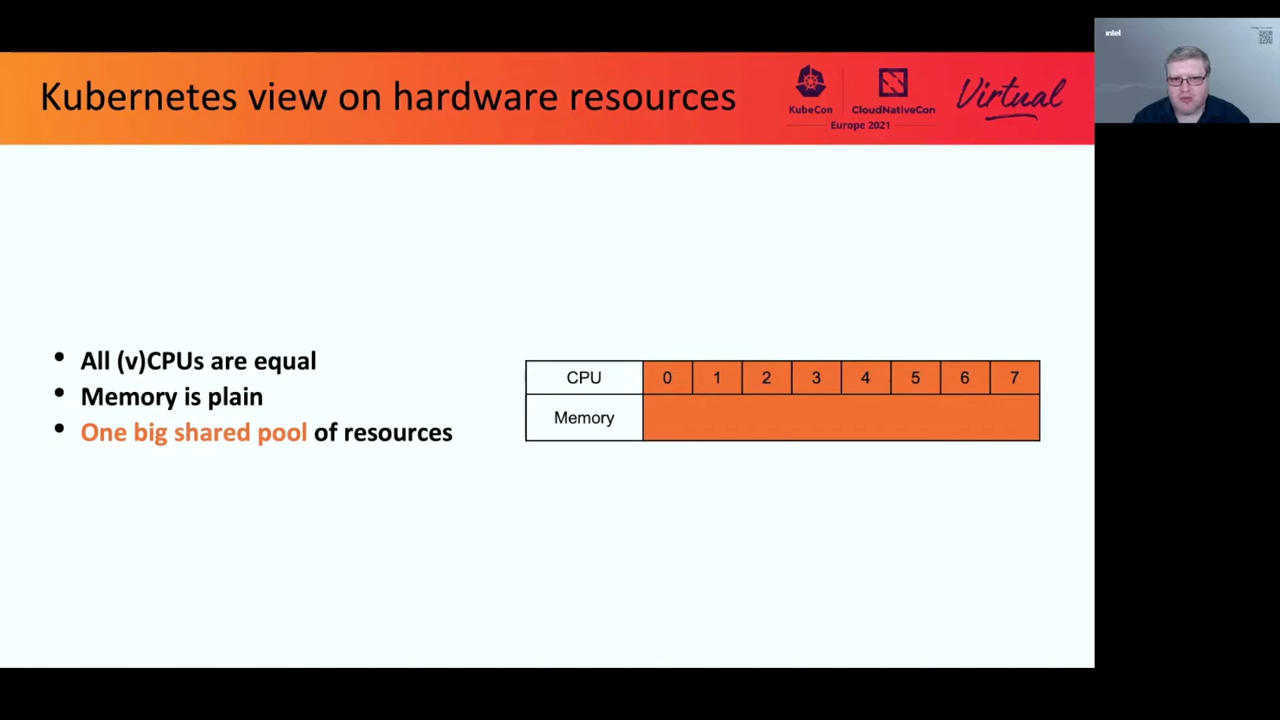 Kubernetes view on hardware resources
KubeCon
CloudNativeCon
Europe 2021
Virtual
intel
• All (v)CPUs are equal
• Memory is plain
• One big shared pool of resources
CPU 0 1 2 3 4 5 6 7
Memory